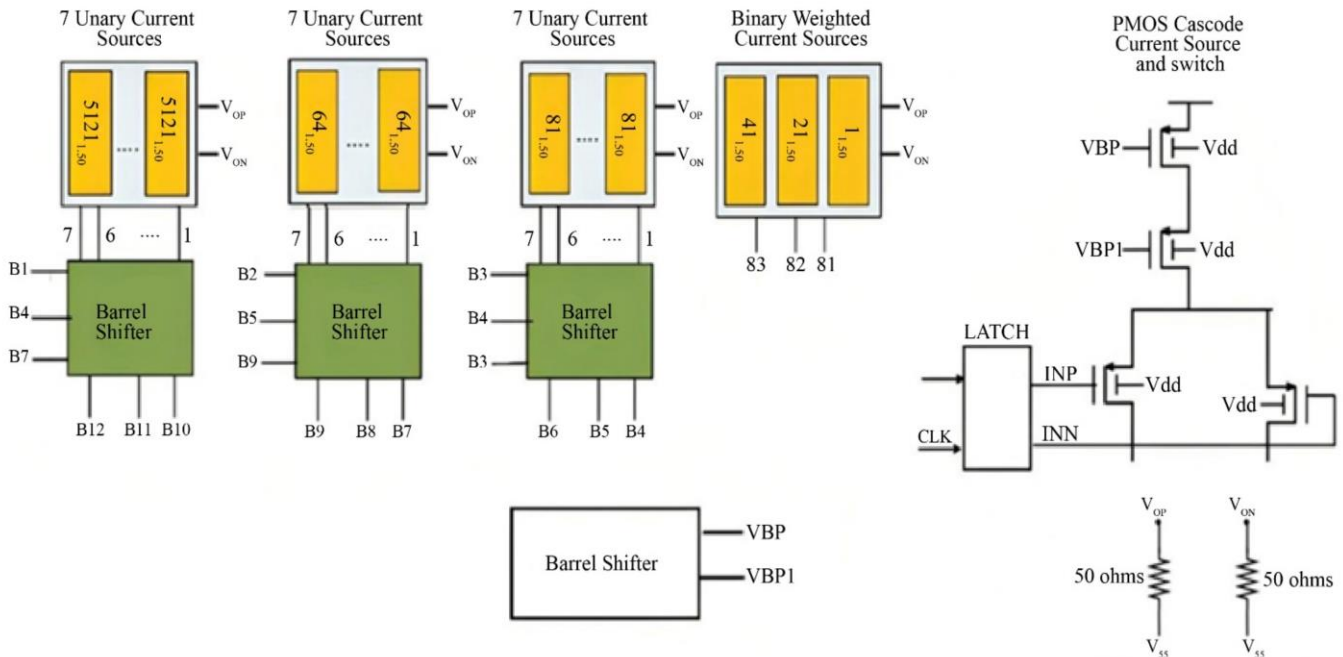 7 Unary Current
Sources
7 Unary Current
Sources
7 Unary Current
Sources
Binary Weighted
Current Sources
PMOS Cascode
Current Source
and switch
5121 1.50
....
5121 1.50
V OP
V ON
64 1.50
....
64 1.50
V OP
V ON
81 1.50
....
81 1.50
V OP
V ON
41 1.50
21 1.50
1 1.50
V OP
V ON
7 6 .... 1
7 6 .... 1
7 6 .... 1
83 82 81
B1
B4
B7
Barrel
Shifter
B12 B11 B10
B2
B5
B9
Barrel
Shifter
B9 B8 B7
B3
B4
B3
Barrel
Shifter
B6 B5 B4
VBP
Vdd
VBP1
Vdd
LATCH
INP
Vdd
Vdd
CLK
INN
Barrel Shifter
VBP
VBP1
V OP
V ON
50 ohms
50 ohms
V 55
V 55